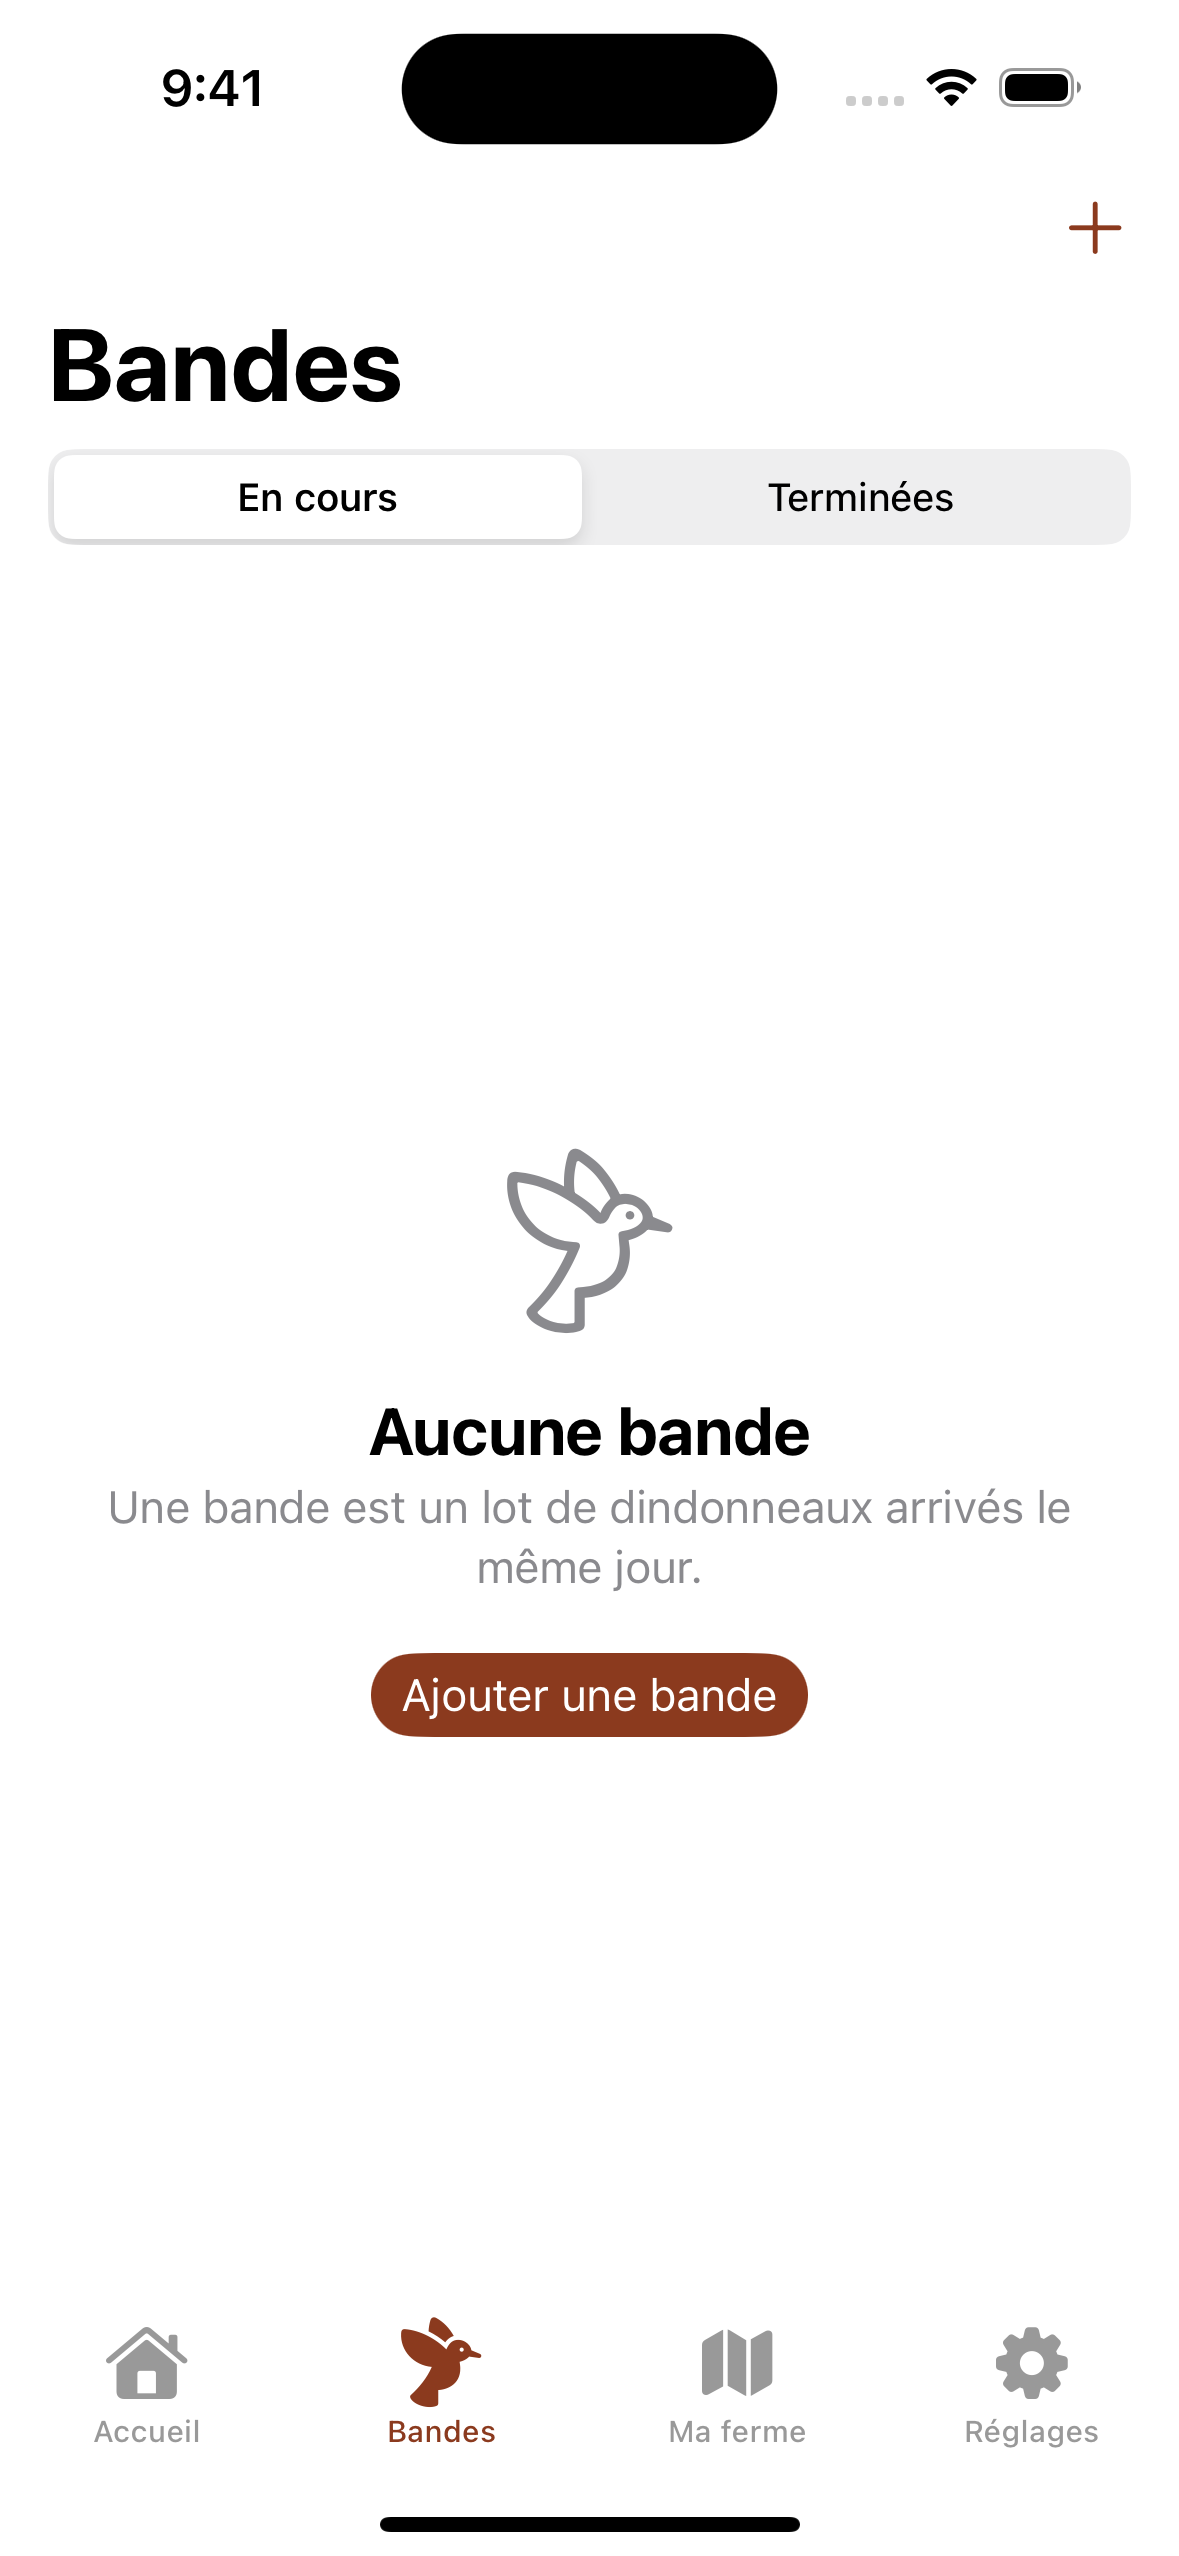 9:41
Bandes
En cours
Terminées
Aucune bande
Une bande est un lot de dindonneaux arrivés le
même jour.
Ajouter une bande
Accueil
Bandes
Ma ferme
Réglages